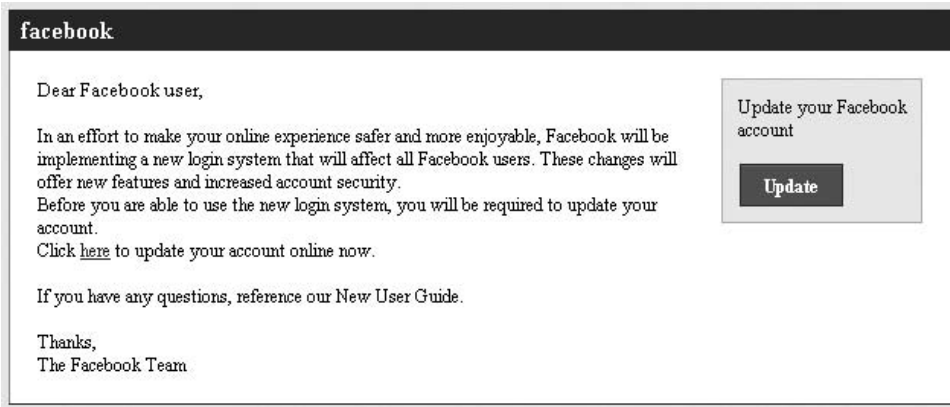 facebook
Dear Facebook user,
In an effort to make your online experience safer and more enjoyable, Facebook will be
implementing a new login system that will affect all Facebook users. These changes will
offer new features and increased account security.
Before you are able to use the new login system, you will be required to update your
account.
Click here to update your account online now.
If you have any questions, reference our New User Guide.
Thanks,
The Facebook Team
Update your Facebook
account
Update